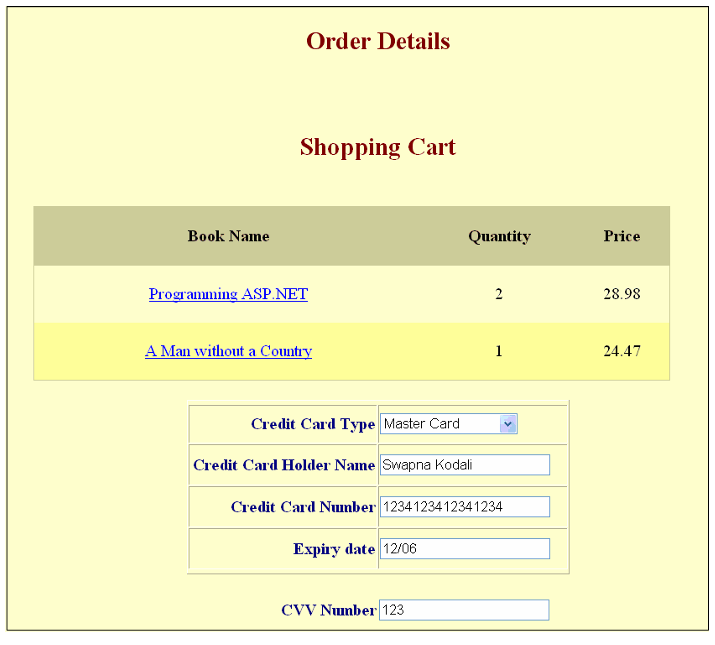 Order Details
Shopping Cart
Book Name Quantity Price
Programming ASP.NET 2 28.98
A Man without a Country 1 24.47
Credit Card Type Master Card
Credit Card Holder Name Swapna Kodali
Credit Card Number 1234123412341234
Expiry date 12/06
CVV Number 123